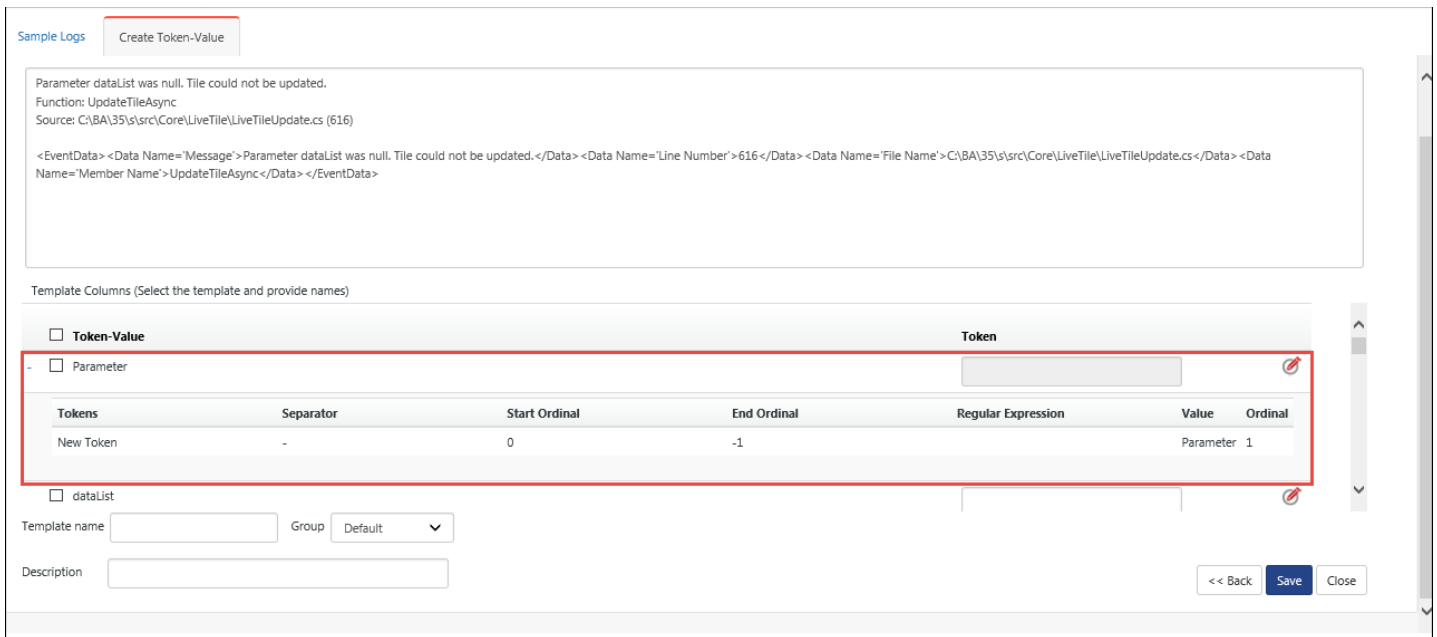 Sample Logs Create Token-Value
Parameter dataList was null. Tile could not be updated.
Function: UpdateTileAsync
Source: C:\BA\35\s\src\Core\LiveTile\LiveTileUpdate.cs (616)
<EventData><Data Name='Message'>Parameter dataList was null. Tile could not be updated.</Data><Data Name='Line Number'>616</Data><Data Name='File Name'>C:\BA\35\s\src\Core\LiveTile\LiveTileUpdate.cs</Data><Data
Name='Member Name'>UpdateTileAsync</Data></EventData>
Template Columns (Select the template and provide names)
Token-Value Token
- Parameter
Tokens Separator Start Ordinal End Ordinal Regular Expression Value Ordinal
New Token - 0 -1 Parameter 1
dataList
Template name Group Default
Description << Back Save Close